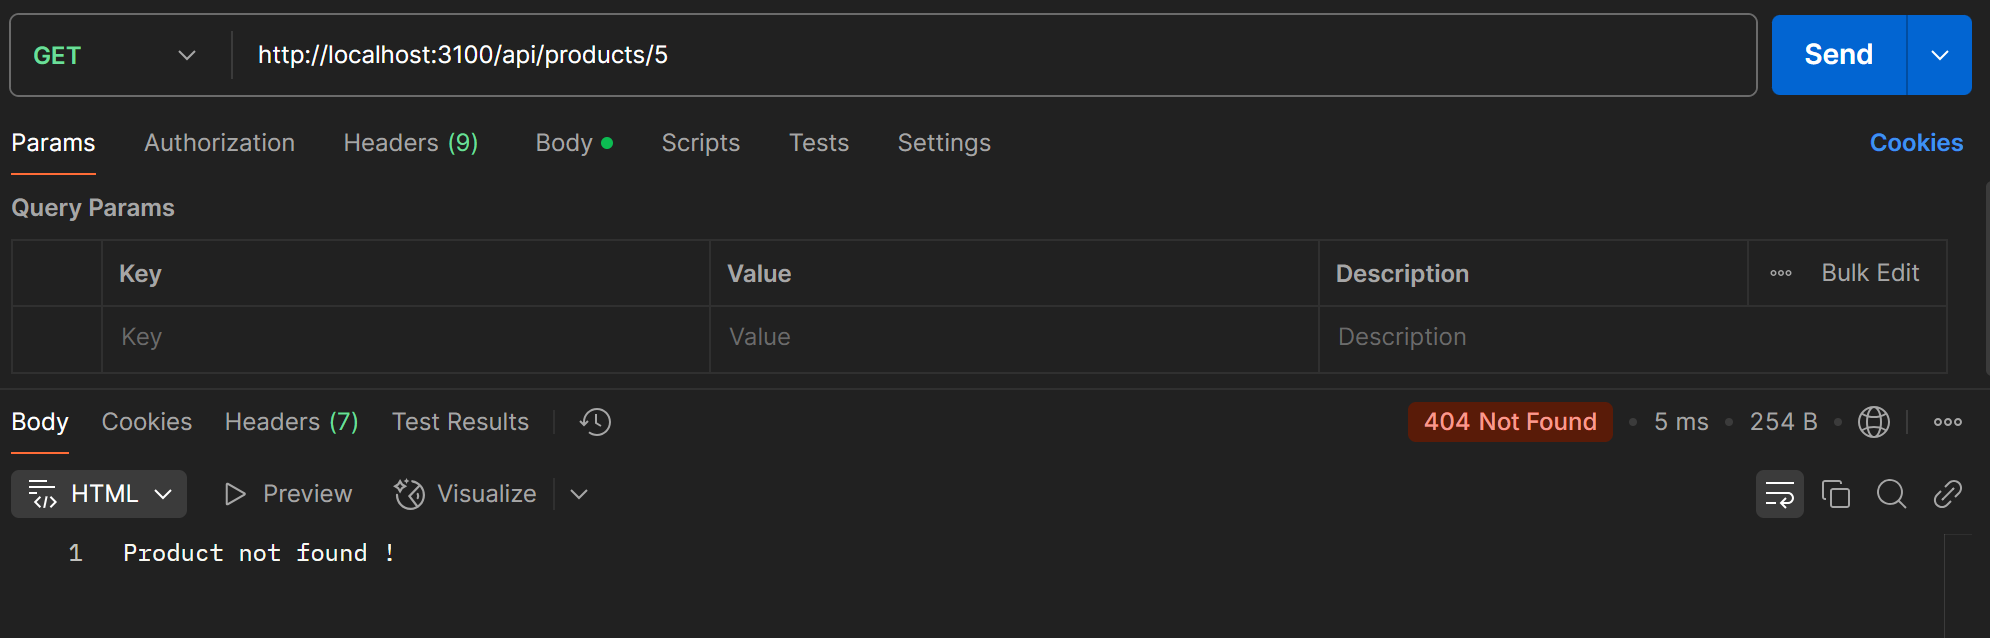 GET http://localhost:3100/api/products/5 Send
Params Authorization Headers (9) Body Scripts Tests Settings Cookies
Query Params
Key Value Description Bulk Edit
Key Value Description
Body Cookies Headers (7) Test Results 404 Not Found • 5 ms • 254 B •
HTML Preview Visualize
1 Product not found !